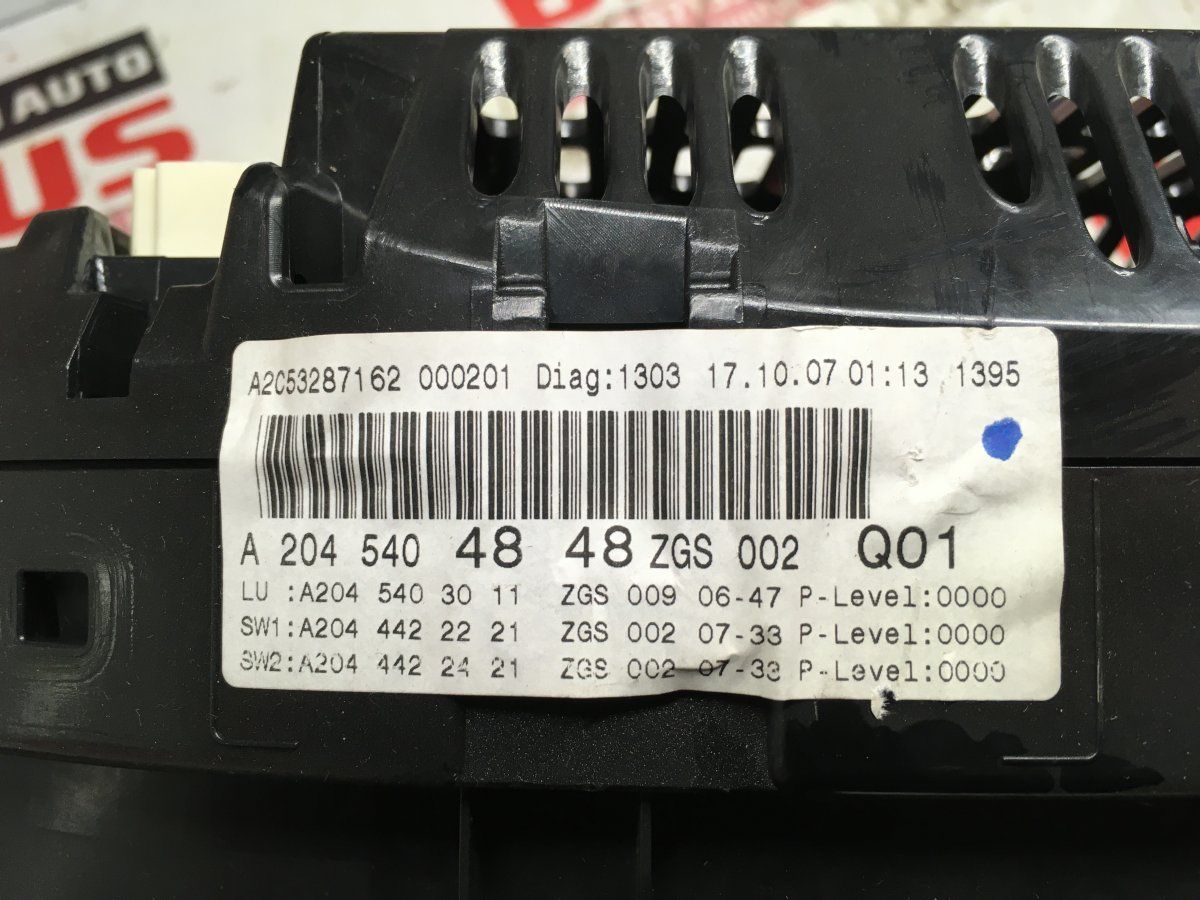 AUTO
US
A2C53287162 000201 Diag:1303 17.10.07 01:13 1395
A 204 540 48 48 ZGS 002 Q01
LU :A204 540 30 11 ZGS 009 06-47 P-Level:0000
SW1:A204 442 22 21 ZGS 002 07-33 P-Level:0000
SW2:A204 442 24 21 ZGS 002 07-33 P-Level:0000